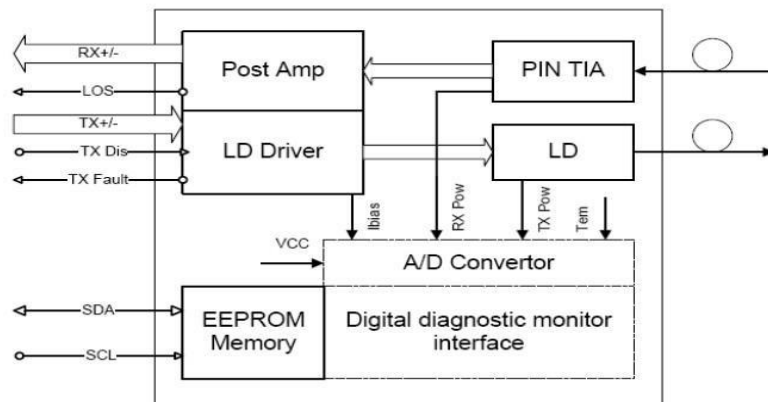 RX+/-
Post Amp
PIN TIA
LOS
TX+/-
TX Dis
LD Driver
LD
TX Fault
Ibias
RX Pow
TX Pow
Tem
VCC
A/D Convertor
SDA
EEPROM
Memory
Digital diagnostic monitor
interface
SCL